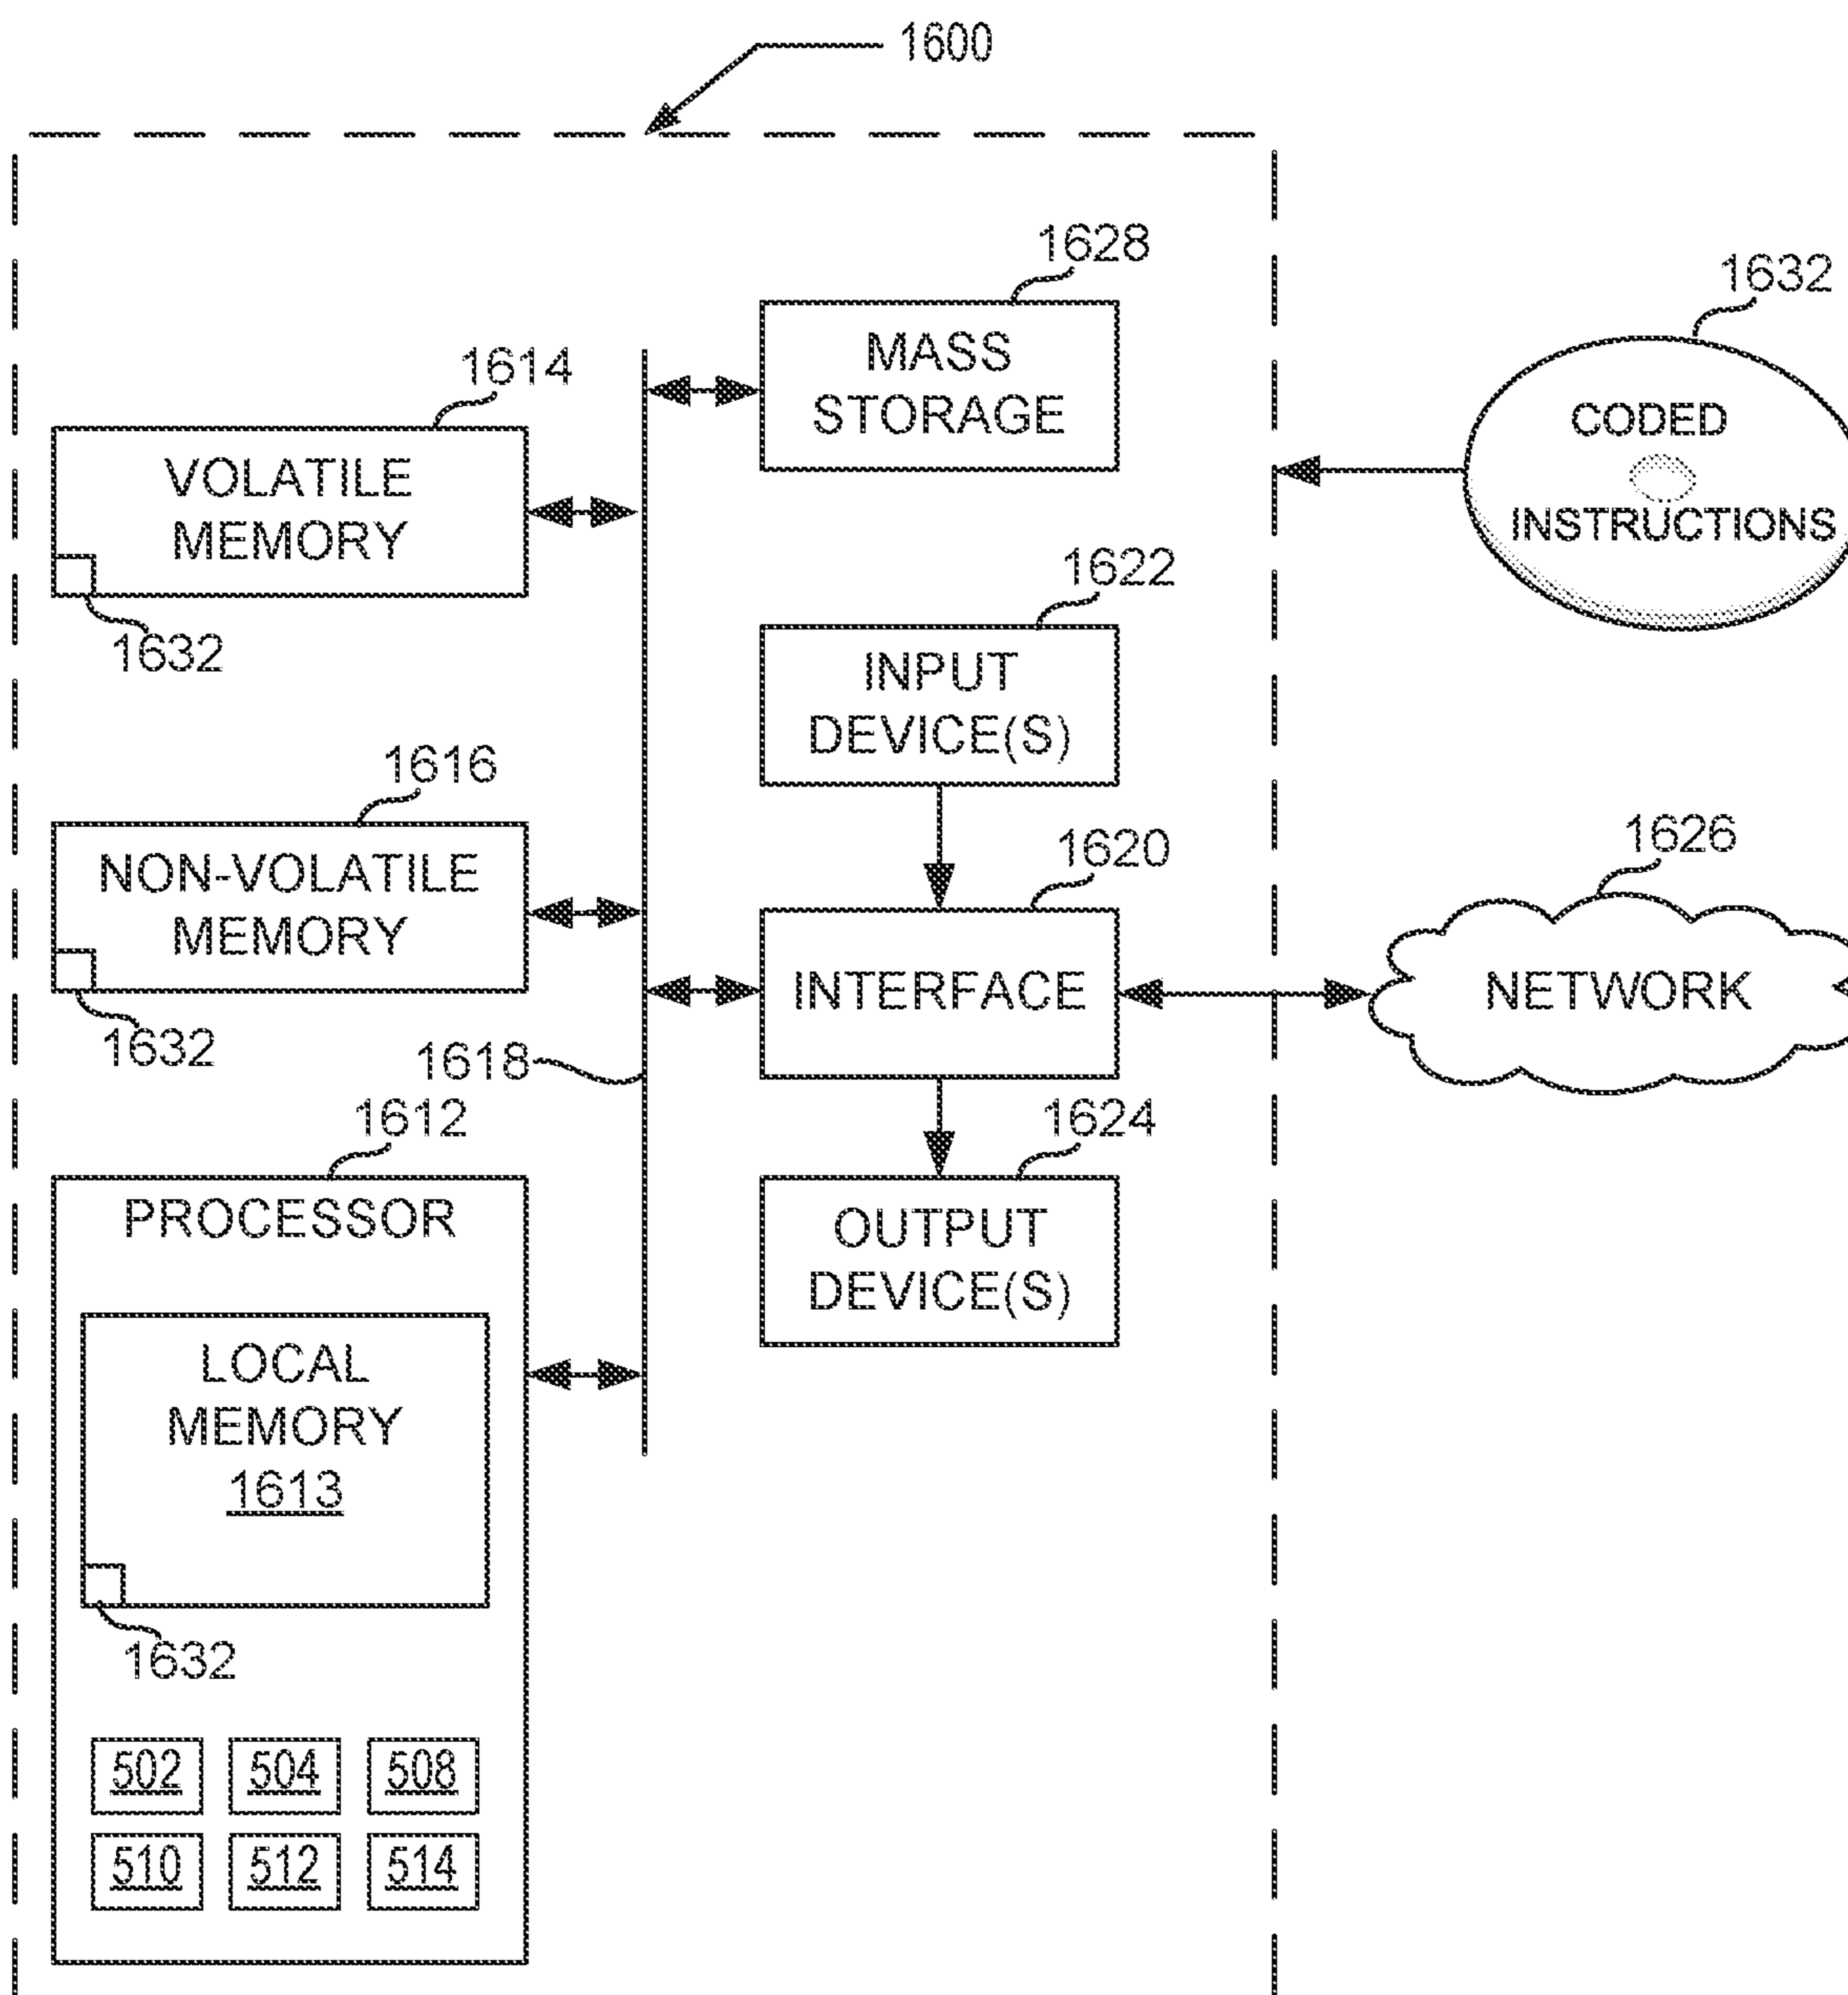 1600
1628
MASS
STORAGE
1632
CODED
INSTRUCTIONS
1614
VOLATILE
MEMORY
1632
1622
INPUT
DEVICE(S)
1616
NON-VOLATILE
MEMORY
1632
1620
INTERFACE
1626
NETWORK
1618
1612
PROCESSOR
LOCAL
MEMORY
1613
1632
502 504 508
510 512 514
1624
OUTPUT
DEVICE(S)